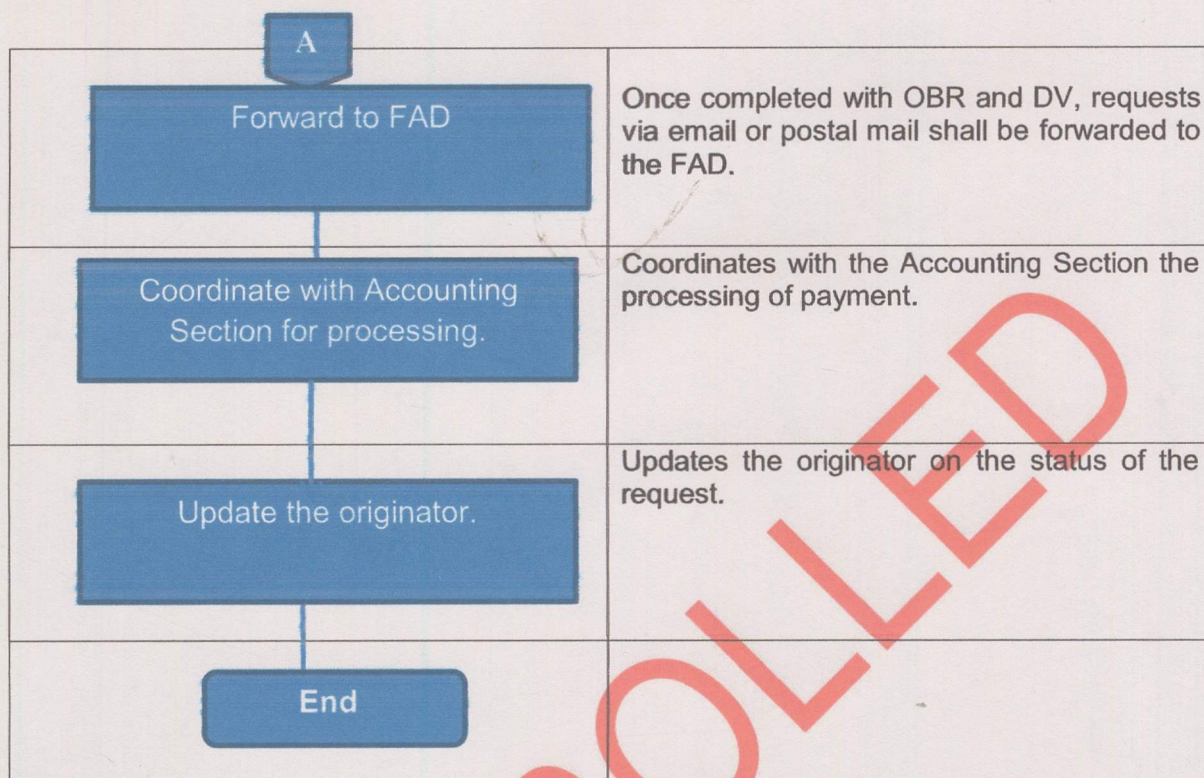 A
Forward to FAD
Once completed with OBR and DV, requests
via email or postal mail shall be forwarded to
the FAD.
Coordinate with Accounting
Section for processing.
Coordinates with the Accounting Section the
processing of payment.
Update the originator.
Updates the originator on the status of the
request.
End
OLLED